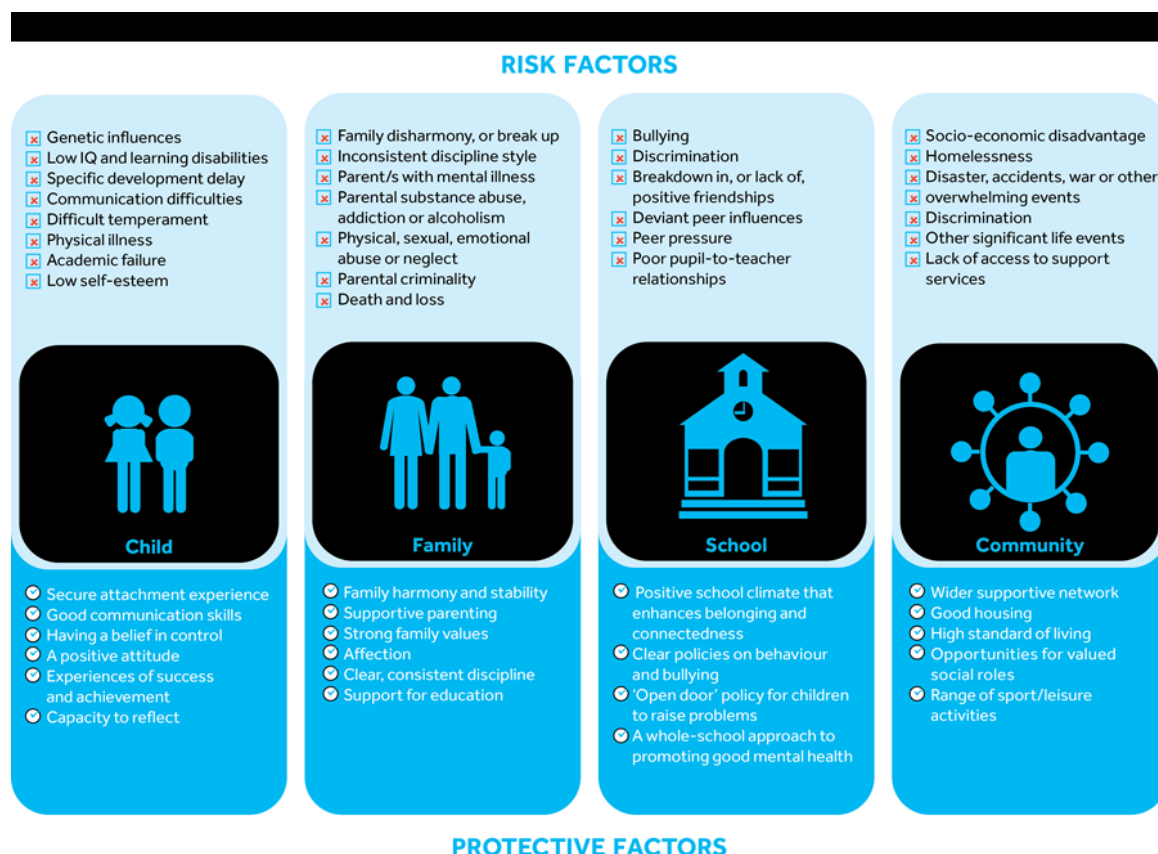 RISK FACTORS
Genetic influences
Low IQ and learning disabilities
Specific development delay
Communication difficulties
Difficult temperament
Physical illness
Academic failure
Low self-esteem
Family disharmony, or break up
Inconsistent discipline style
Parent/s with mental illness
Parental substance abuse,
addiction or alcoholism
Physical, sexual, emotional
abuse or neglect
Parental criminality
Death and loss
Bullying
Discrimination
Breakdown in, or lack of,
positive friendships
Deviant peer influences
Peer pressure
Poor pupil-to-teacher
relationships
Socio-economic disadvantage
Homelessness
Disaster, accidents, war or other
overwhelming events
Discrimination
Other significant life events
Lack of access to support
services
Child
Family
School
Community
Secure attachment experience
Good communication skills
Having a belief in control
A positive attitude
Experiences of success
and achievement
Capacity to reflect
Family harmony and stability
Supportive parenting
Strong family values
Affection
Clear, consistent discipline
Support for education
Positive school climate that
enhances belonging and
connectedness
Clear policies on behaviour
and bullying
‘Open door’ policy for children
to raise problems
A whole-school approach to
promoting good mental health
Wider supportive network
Good housing
High standard of living
Opportunities for valued
social roles
Range of sport/leisure
activities
PROTECTIVE FACTORS